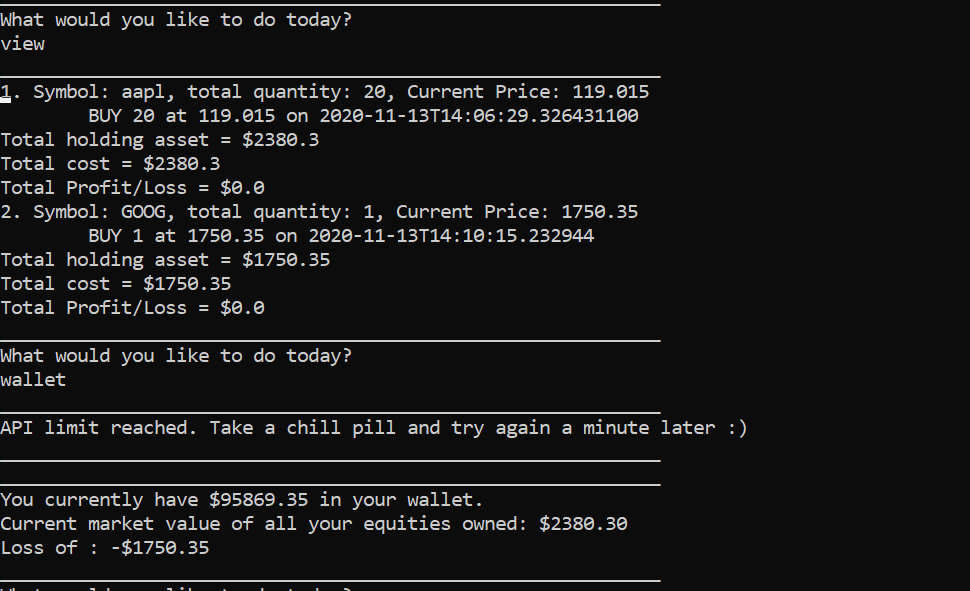 What would you like to do today?
view
1. Symbol: aapl, total quantity: 20, Current Price: 119.015
BUY 20 at 119.015 on 2020-11-13T14:06:29.326431100
Total holding asset = $2380.3
Total cost = $2380.3
Total Profit/Loss = $0.0
2. Symbol: GOOG, total quantity: 1, Current Price: 1750.35
BUY 1 at 1750.35 on 2020-11-13T14:10:15.232944
Total holding asset = $1750.35
Total cost = $1750.35
Total Profit/Loss = $0.0
What would you like to do today?
wallet
API limit reached. Take a chill pill and try again a minute later :)
You currently have $95869.35 in your wallet.
Current market value of all your equities owned: $2380.30
Loss of : -$1750.35